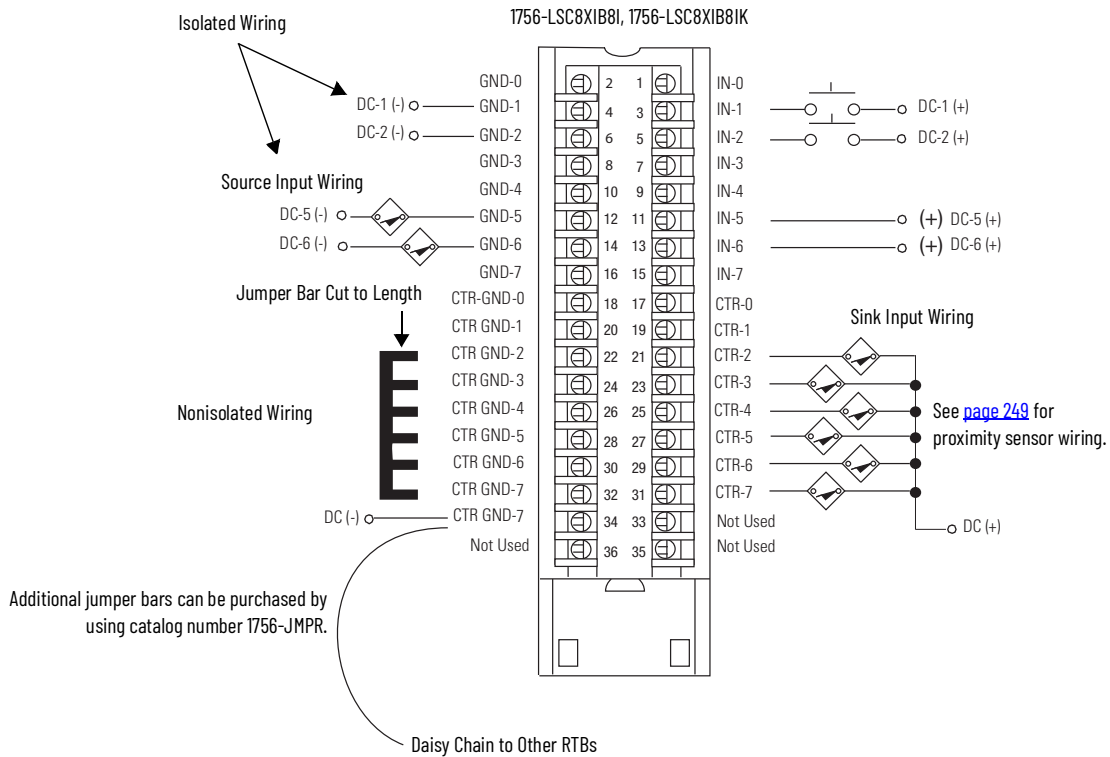 1756-LSC8XIB8I, 1756-LSC8XIB8IK
Isolated Wiring
GND-0 2 1 IN-0
DC-1 (-) GND-1 4 3 IN-1 DC-1 (+)
DC-2 (-) GND-2 6 5 IN-2 DC-2 (+)
GND-3 8 7 IN-3
Source Input Wiring
GND-4 10 9 IN-4
DC-5 (-) GND-5 12 11 IN-5 (+) DC-5 (+)
DC-6 (-) GND-6 14 13 IN-6 (+) DC-6 (+)
GND-7 16 15 IN-7
Jumper Bar Cut to Length
CTR-GND-0 18 17 CTR-0
Sink Input Wiring
CTR GND-1 20 19 CTR-1
CTR GND-2 22 21 CTR-2
CTR GND-3 24 23 CTR-3
Nonisolated Wiring
CTR GND-4 26 25 CTR-4
See page 249 for
proximity sensor wiring.
CTR GND-5 28 27 CTR-5
CTR GND-6 30 29 CTR-6
CTR GND-7 32 31 CTR-7
DC (-) CTR GND-7 34 33 Not Used DC (+)
Not Used 36 35 Not Used
Additional jumper bars can be purchased by
using catalog number 1756-JMPR.
Daisy Chain to Other RTBs